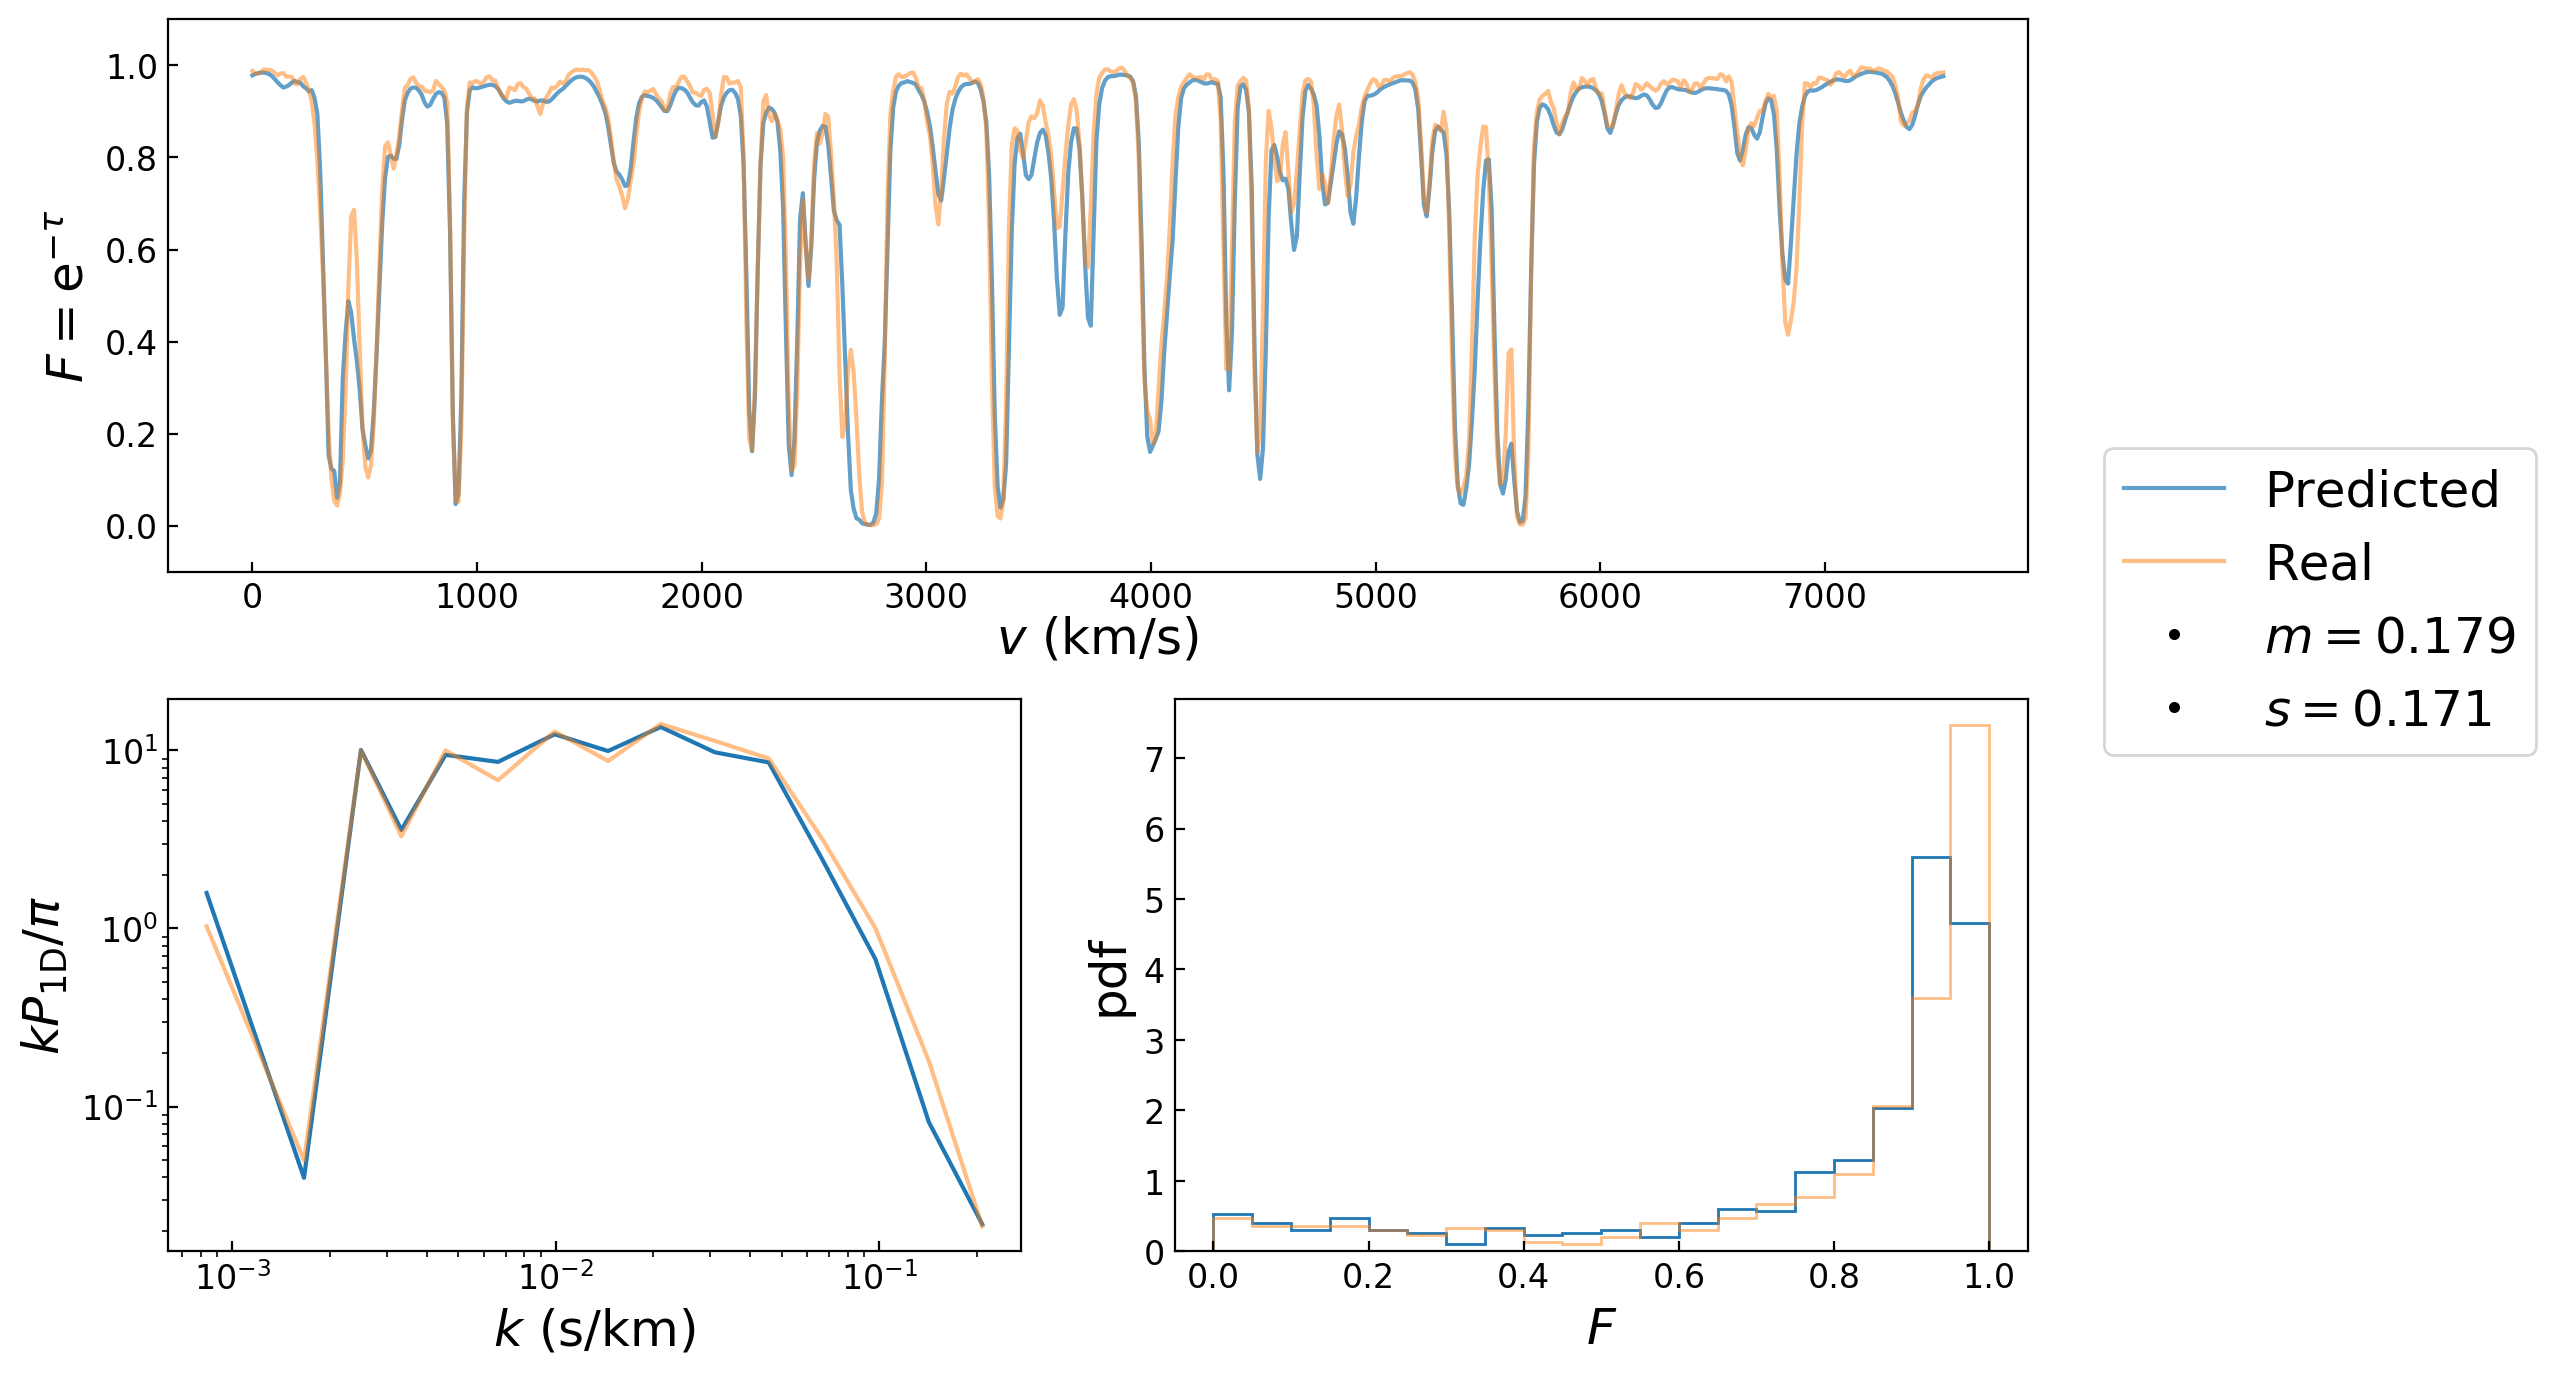 1.0
0.8
0.6
0.4
0.2
0.0
F = e^{−τ}
0 1000 2000 3000 4000 5000 6000 7000
v (km/s)
Predicted
Real
m = 0.179
s = 0.171
10^1
10^0
10^{−1}
kP_{1D}/π
10^{−3} 10^{−2} 10^{−1}
k (s/km)
7
6
5
4
3
2
1
0
pdf
0.0 0.2 0.4 0.6 0.8 1.0
F